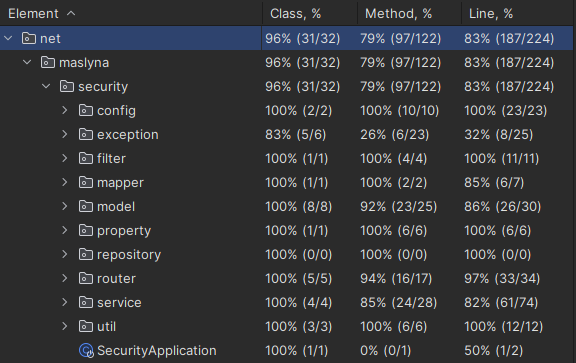 Element Class, % Method, % Line, %
net 96% (31/32) 79% (97/122) 83% (187/224)
maslyna 96% (31/32) 79% (97/122) 83% (187/224)
security 96% (31/32) 79% (97/122) 83% (187/224)
config 100% (2/2) 100% (10/10) 100% (23/23)
exception 83% (5/6) 26% (6/23) 32% (8/25)
filter 100% (1/1) 100% (4/4) 100% (11/11)
mapper 100% (1/1) 100% (2/2) 85% (6/7)
model 100% (8/8) 92% (23/25) 86% (26/30)
property 100% (1/1) 100% (6/6) 100% (6/6)
repository 100% (0/0) 100% (0/0) 100% (0/0)
router 100% (5/5) 94% (16/17) 97% (33/34)
service 100% (4/4) 85% (24/28) 82% (61/74)
util 100% (3/3) 100% (6/6) 100% (12/12)
SecurityApplication 100% (1/1) 0% (0/1) 50% (1/2)